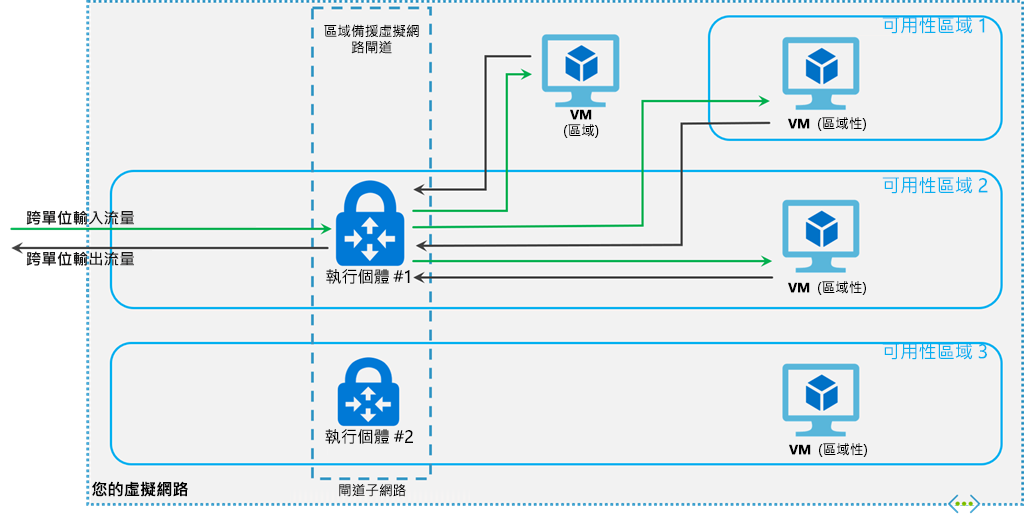 區域備援虛擬網
路閘道
可用性區域 1
VM
(區域)
VM (區域性)
可用性區域 2
跨單位輸入流量
跨單位輸出流量
執行個體 #1
VM (區域性)
可用性區域 3
執行個體 #2
VM (區域性)
您的虛擬網路
閘道子網路